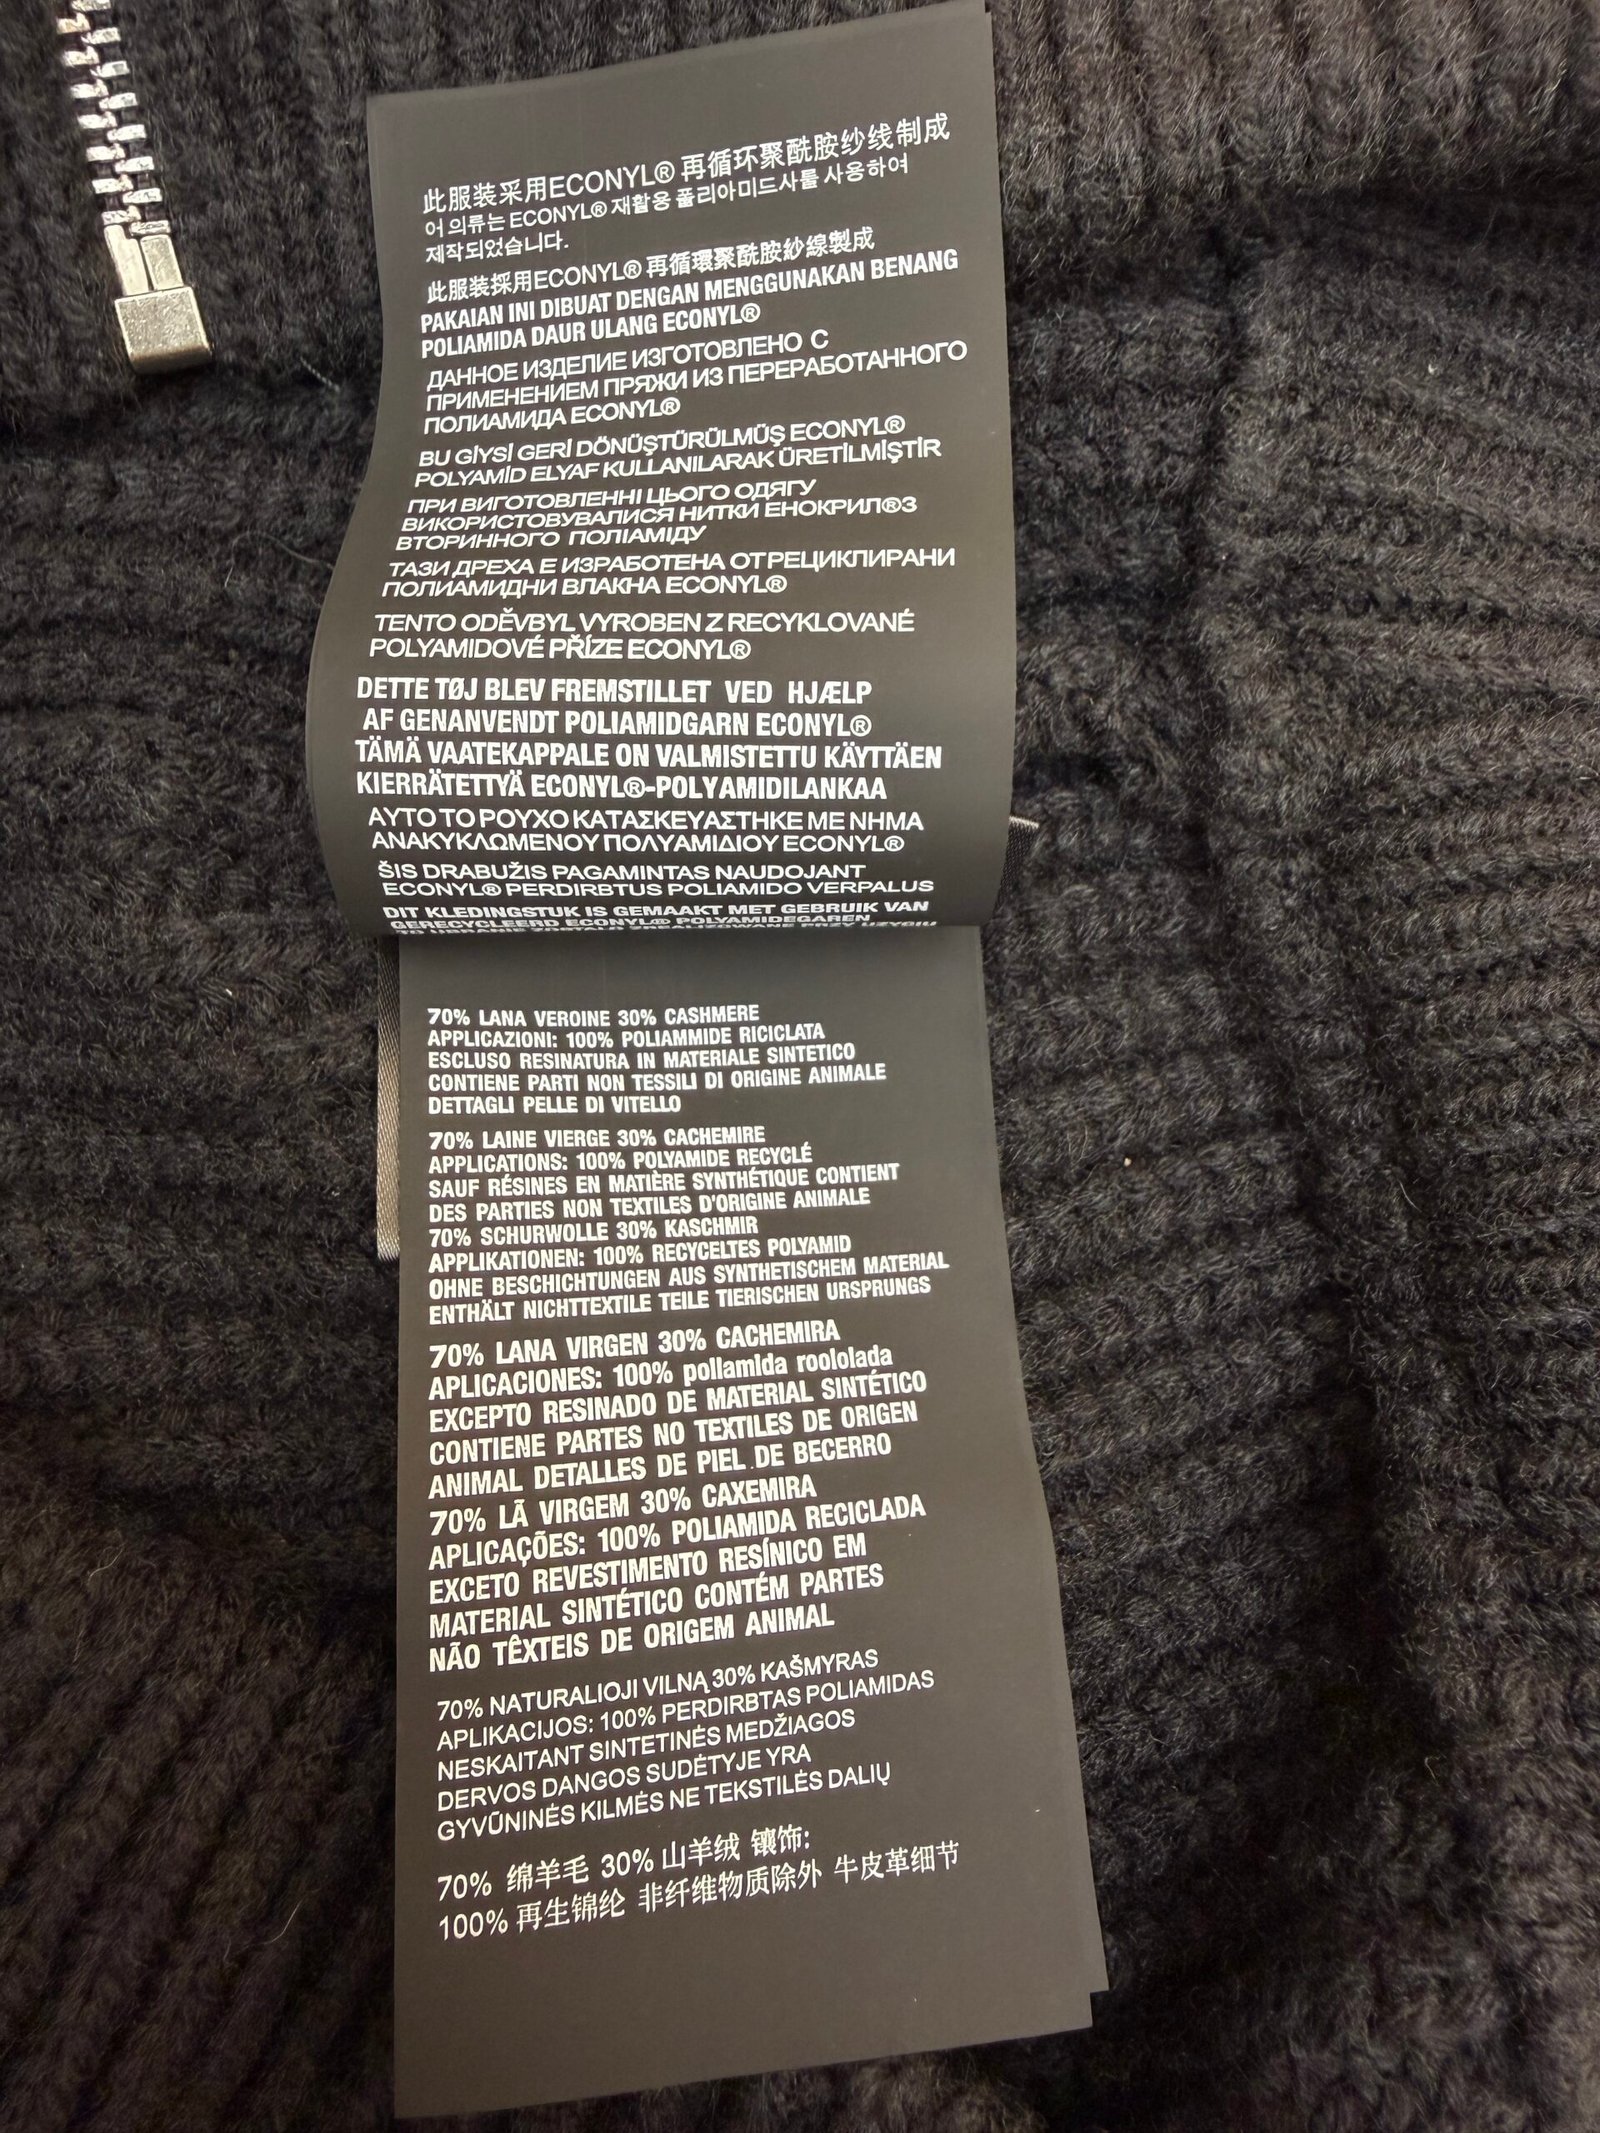 此服装采用ECONYL® 再循环聚酰胺纱线制成
어 의류는 ECONYL® 재활용 폴리아미드사를 사용하여
제작되었습니다.
此服装採用ECONYL® 再循環聚酰胺紗線製成
PAKAIAN INI DIBUAT DENGAN MENGGUNAKAN BENANG
POLIAMIDA DAUR ULANG ECONYL®
ДАННОЕ ИЗДЕЛИЕ ИЗГОТОВЛЕНО С
ПРИМЕНЕНИЕМ ПРЯЖИ ИЗ ПЕРЕРАБОТАННОГО
ПОЛИАМИДА ECONYL®
BU GİYSİ GERİ DÖNÜŞTÜRÜLMÜŞ ECONYL®
POLYAMİD ELYAF KULLANILARAK ÜRETİLMİŞTİR
ПРИ ВИГОТОВЛЕННІ ЦЬОГО ОДЯГУ
ВИКОРИСТОВУВАЛИСЯ НИТКИ ЕНОКРИЛ®З
ВТОРИННОГО ПОЛІАМІДУ
ТАЗИ ДРЕХА Е ИЗРАБОТЕНА ОТ РЕЦИКЛИРАНИ
ПОЛИАМИДНИ ВЛАКНА ECONYL®
TENTO ODĚVBYL VYROBEN Z RECYKLOVANÉ
POLYAMIDOVÉ PŘÍZE ECONYL®
DETTE TØJ BLEV FREMSTILLET VED HJÆLP
AF GENANVENDT POLIAMIDGARN ECONYL®
TÄMÄ VAATEKAPPALE ON VALMISTETTU KÄYTTÄEN
KIERRÄTETTYÄ ECONYL®-POLYAMIDILANKAA
ΑΥΤΟ ΤΟ ΡΟΥΧΟ ΚΑΤΑΣΚΕΥΑΣΤΗΚΕ ΜΕ ΝΗΜΑ
ΑΝΑΚΥΚΛΩΜΕΝΟΥ ΠΟΛΥΑΜΙΔΙΟΥ ECONYL®
ŠIS DRABUŽIS PAGAMINTAS NAUDOJANT
ECONYL® PERDIRBTUS POLIAMIDO VERPALUS
DIT KLEDINGSTUK IS GEMAAKT MET GEBRUIK VAN
GERECYCLEERD ECONYL® POLYAMIDEGAREN
TO UBRANIE ZOSTAŁO ZREALIZOWANE PRZY UŻYCIU
70% LANA VEROINE 30% CASHMERE
APPLICAZIONI: 100% POLIAMMIDE RICICLATA
ESCLUSO RESINATURA IN MATERIALE SINTETICO
CONTIENE PARTI NON TESSILI DI ORIGINE ANIMALE
DETTAGLI PELLE DI VITELLO
70% LAINE VIERGE 30% CACHEMIRE
APPLICATIONS: 100% POLYAMIDE RECYCLÉ
SAUF RÉSINES EN MATIÈRE SYNTHÉTIQUE CONTIENT
DES PARTIES NON TEXTILES D'ORIGINE ANIMALE
70% SCHURWOLLE 30% KASCHMIR
APPLIKATIONEN: 100% RECYCELTES POLYAMID
OHNE BESCHICHTUNGEN AUS SYNTHETISCHEM MATERIAL
ENTHÄLT NICHTTEXTILE TEILE TIERISCHEN URSPRUNGS
70% LANA VIRGEN 30% CACHEMIRA
APLICACIONES: 100% pollamlda roololada
EXCEPTO RESINADO DE MATERIAL SINTÉTICO
CONTIENE PARTES NO TEXTILES DE ORIGEN
ANIMAL DETALLES DE PIEL .DE BECERRO
70% LÃ VIRGEM 30% CAXEMIRA
APLICAÇÕES: 100% POLIAMIDA RECICLADA
EXCETO REVESTIMENTO RESÍNICO EM
MATERIAL SINTÉTICO CONTÉM PARTES
NÃO TÊXTEIS DE ORIGEM ANIMAL
70% NATURALIOJI VILNĄ 30% KAŠMYRAS
APLIKACIJOS: 100% PERDIRBTAS POLIAMIDAS
NESKAITANT SINTETINĖS MEDŽIAGOS
DERVOS DANGOS SUDĖTYJE YRA
GYVŪNINĖS KILMĖS NE TEKSTILĖS DALIŲ
70% 绵羊毛 30% 山羊绒 镶饰:
100% 再生锦纶 非纤维物质除外 牛皮革细节